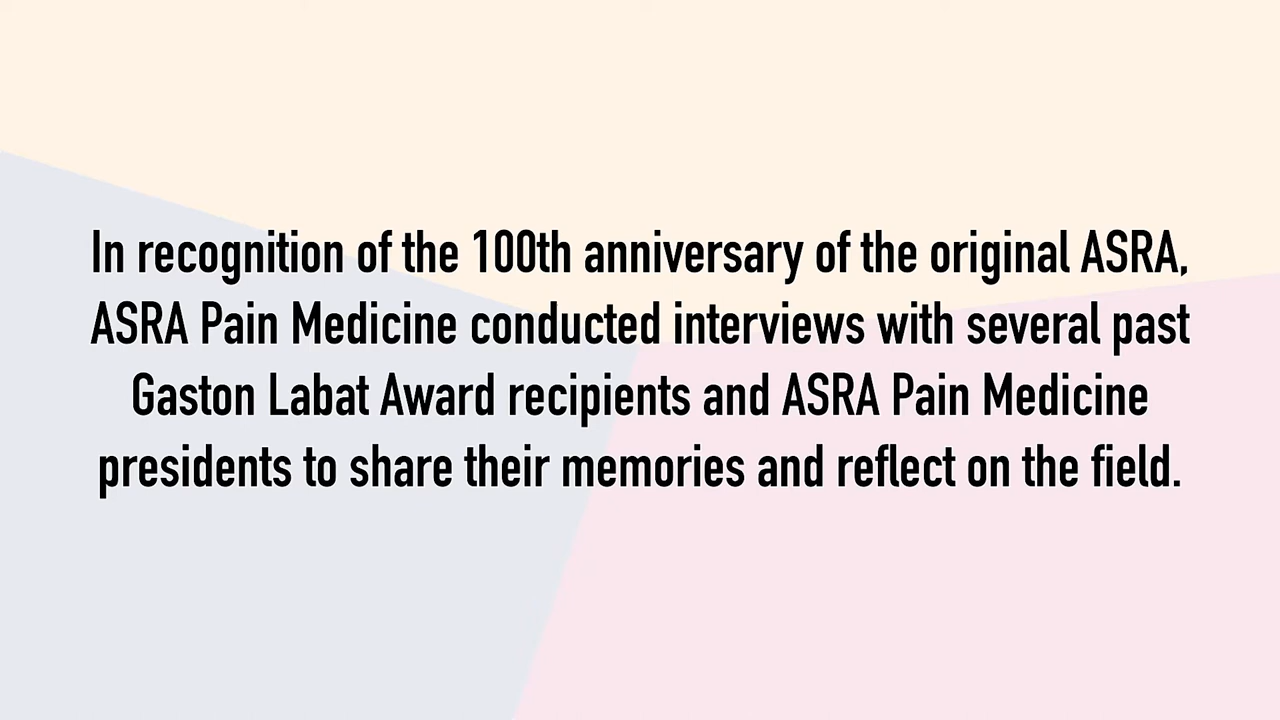 In recognition of the 100th anniversary of the original ASRA,
ASRA Pain Medicine conducted interviews with several past
Gaston Labat Award recipients and ASRA Pain Medicine
presidents to share their memories and reflect on the field.